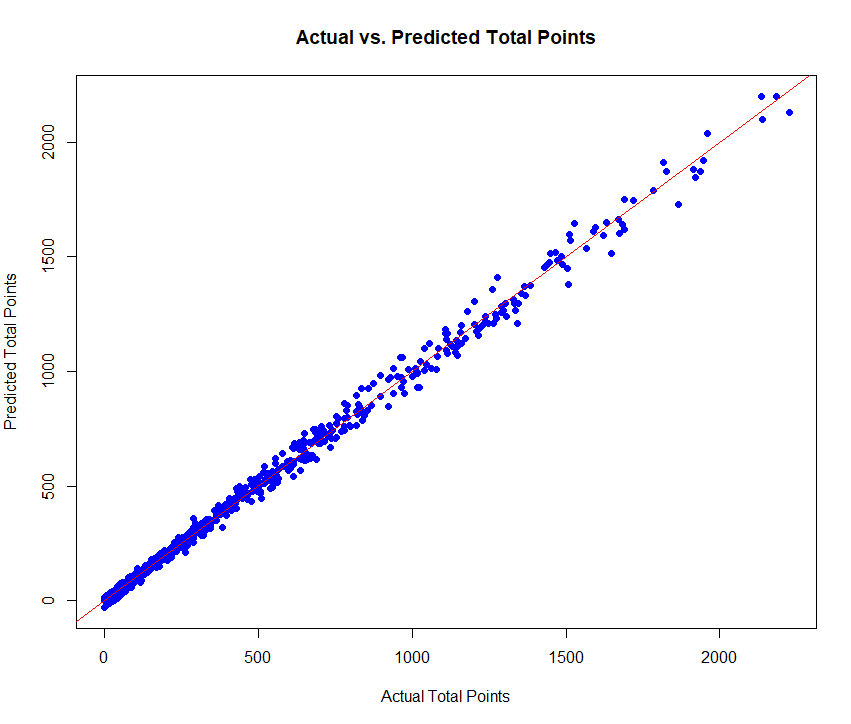 Actual vs. Predicted Total Points
Predicted Total Points
2000
1500
1000
500
0
0 500 1000 1500 2000
Actual Total Points